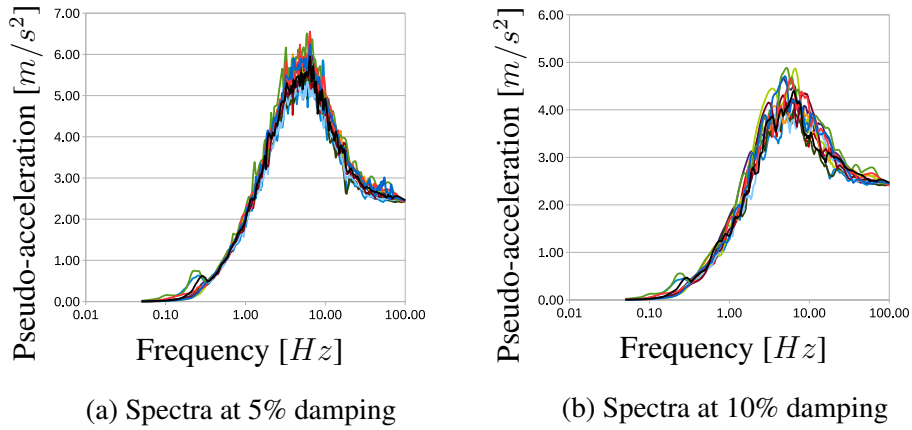 7.00
6.00
5.00
4.00
3.00
2.00
1.00
0.00
0.01 0.10 1.00 10.00 100.00
Pseudo-acceleration [m/s²]
Frequency [Hz]
(a) Spectra at 5% damping
6.00
5.00
4.00
3.00
2.00
1.00
0.00
0.01 0.10 1.00 10.00 100.00
Pseudo-acceleration [m/s²]
Frequency [Hz]
(b) Spectra at 10% damping